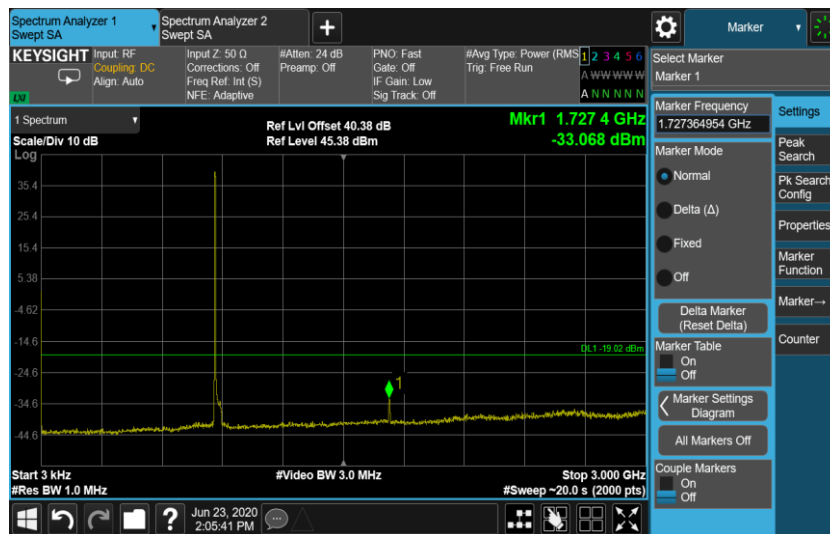 Spectrum Analyzer 1
Swept SA
Spectrum Analyzer 2
Swept SA
Marker
KEYSIGHT
Input: RF
Coupling: DC
Align: Auto
Input Z: 50 Ω
Corrections: Off
Freq Ref: Int (S)
NFE: Adaptive
#Atten: 24 dB
Preamp: Off
PNO: Fast
Gate: Off
IF Gain: Low
Sig Track: Off
#Avg Type: Power (RMS
Trig: Free Run
1 2 3 4 5 6
A W W W W W
A N N N N N
LXI
Select Marker
Marker 1
1 Spectrum
Scale/Div 10 dB
Log
Ref Lvl Offset 40.38 dB
Ref Level 45.38 dBm
Mkr1 1.727 4 GHz
-33.068 dBm
35.4
25.4
15.4
5.38
-4.62
-14.6
-24.6
-34.6
-44.6
DL1 -19.02 dBm
1
Start 3 kHz
#Res BW 1.0 MHz
#Video BW 3.0 MHz
Stop 3.000 GHz
#Sweep ~20.0 s (2000 pts)
Marker Frequency
1.727364954 GHz
Marker Mode
Normal
Delta (Δ)
Fixed
Off
Delta Marker
(Reset Delta)
Marker Table
On
Off
Marker Settings
Diagram
All Markers Off
Couple Markers
On
Off
Settings
Peak
Search
Pk Search
Config
Properties
Marker
Function
Marker→
Counter
Jun 23, 2020
2:05:41 PM